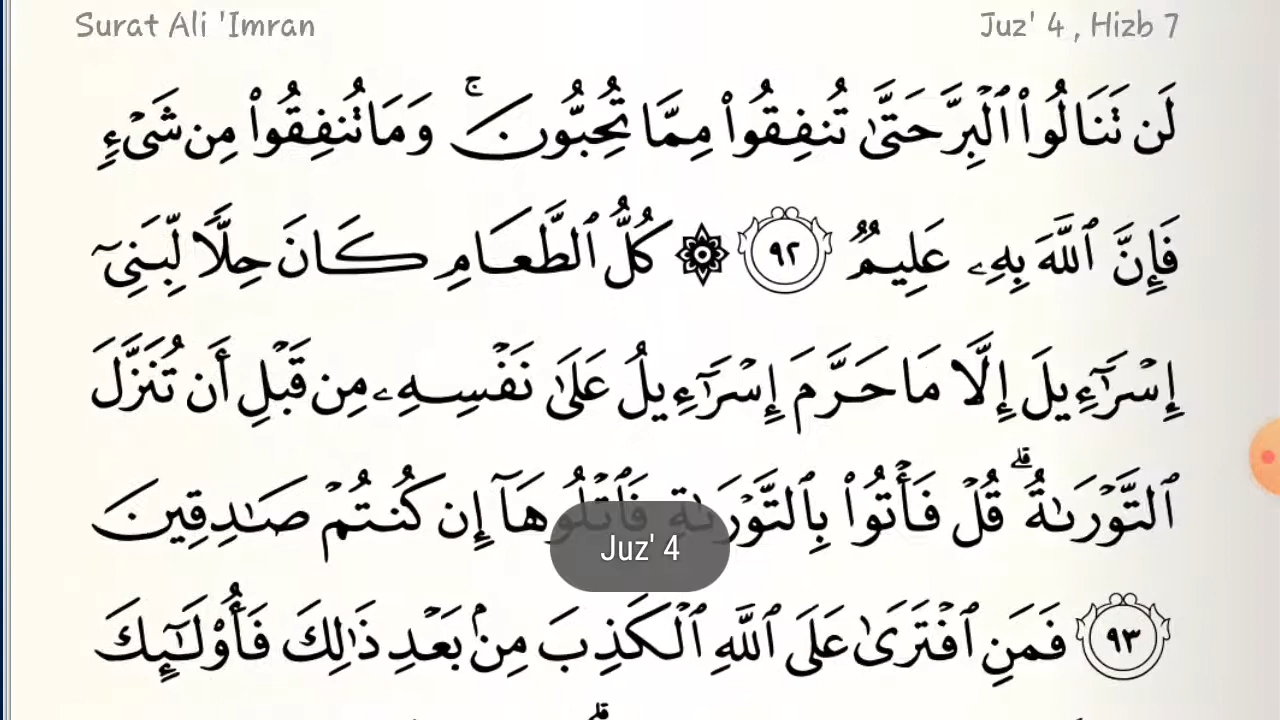 Surat Ali 'Imran
Juz' 4 , Hizb 7
لَن تَنَالُوا۟ ٱلْبِرَّ حَتَّىٰ تُنفِقُوا۟ مِمَّا تُحِبُّونَ ۚ وَمَا تُنفِقُوا۟ مِن شَىْءٍ
فَإِنَّ ٱللَّهَ بِهِۦ عَلِيمٌ ٩٢ ۞ كُلُّ ٱلطَّعَامِ كَانَ حِلًّا لِّبَنِىٓ
إِسْرَٰٓءِيلَ إِلَّا مَا حَرَّمَ إِسْرَٰٓءِيلُ عَلَىٰ نَفْسِهِۦ مِن قَبْلِ أَن تُنَزَّلَ
ٱلتَّوْرَىٰةُ ۗ قُلْ فَأْتُوا۟ بِٱلتَّوْرَىٰةِ فَٱتْلُوهَآ إِن كُنتُمْ صَـٰدِقِينَ
Juz' 4
٩٣ فَمَنِ ٱفْتَرَىٰ عَلَى ٱللَّهِ ٱلْكَذِبَ مِنۢ بَعْدِ ذَٰلِكَ فَأُو۟لَـٰٓئِكَ